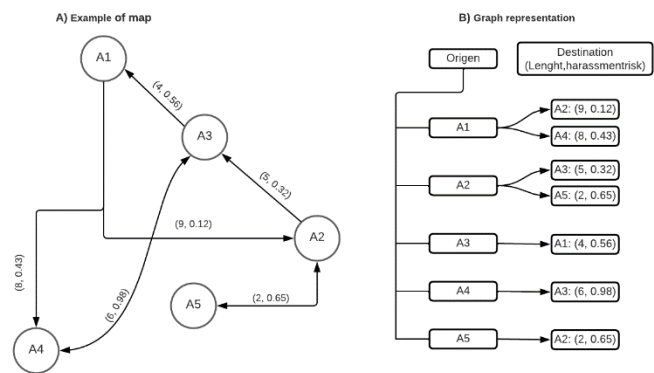 A) Example of map
A1
(4, 0.56)
A3
(5, 0.32)
(9, 0.12)
A2
(8, 0.43)
(6, 0.98)
A5
(2, 0.65)
A4
B) Graph representation
Origen
Destination
(Lenght,harassmentrisk)
A1
A2: (9, 0.12)
A4: (8, 0.43)
A2
A3: (5, 0.32)
A5: (2, 0.65)
A3
A1: (4, 0.56)
A4
A3: (6, 0.98)
A5
A2: (2, 0.65)